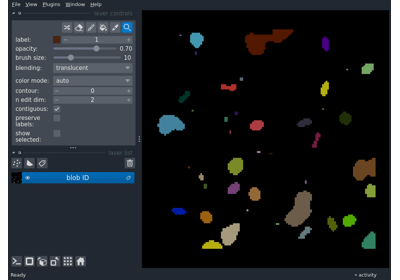 File View Plugins Window Help
layer controls
label: 1
opacity: 0.70
brush size: 10
blending: translucent
color mode: auto
contour: 0
n edit dim: 2
contiguous:
preserve
labels:
show
selected:
layer list
blob ID
Ready activity